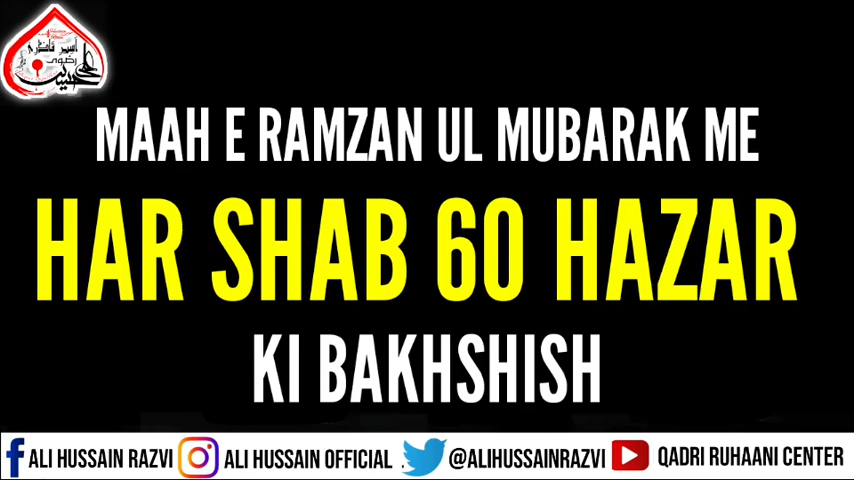 MAAH E RAMZAN UL MUBARAK ME
HAR SHAB 60 HAZAR
KI BAKHSHISH
ALI HUSSAIN RAZVI ALI HUSSAIN OFFICIAL @ALIHUSSAINRAZVI QADRI RUHAANI CENTER